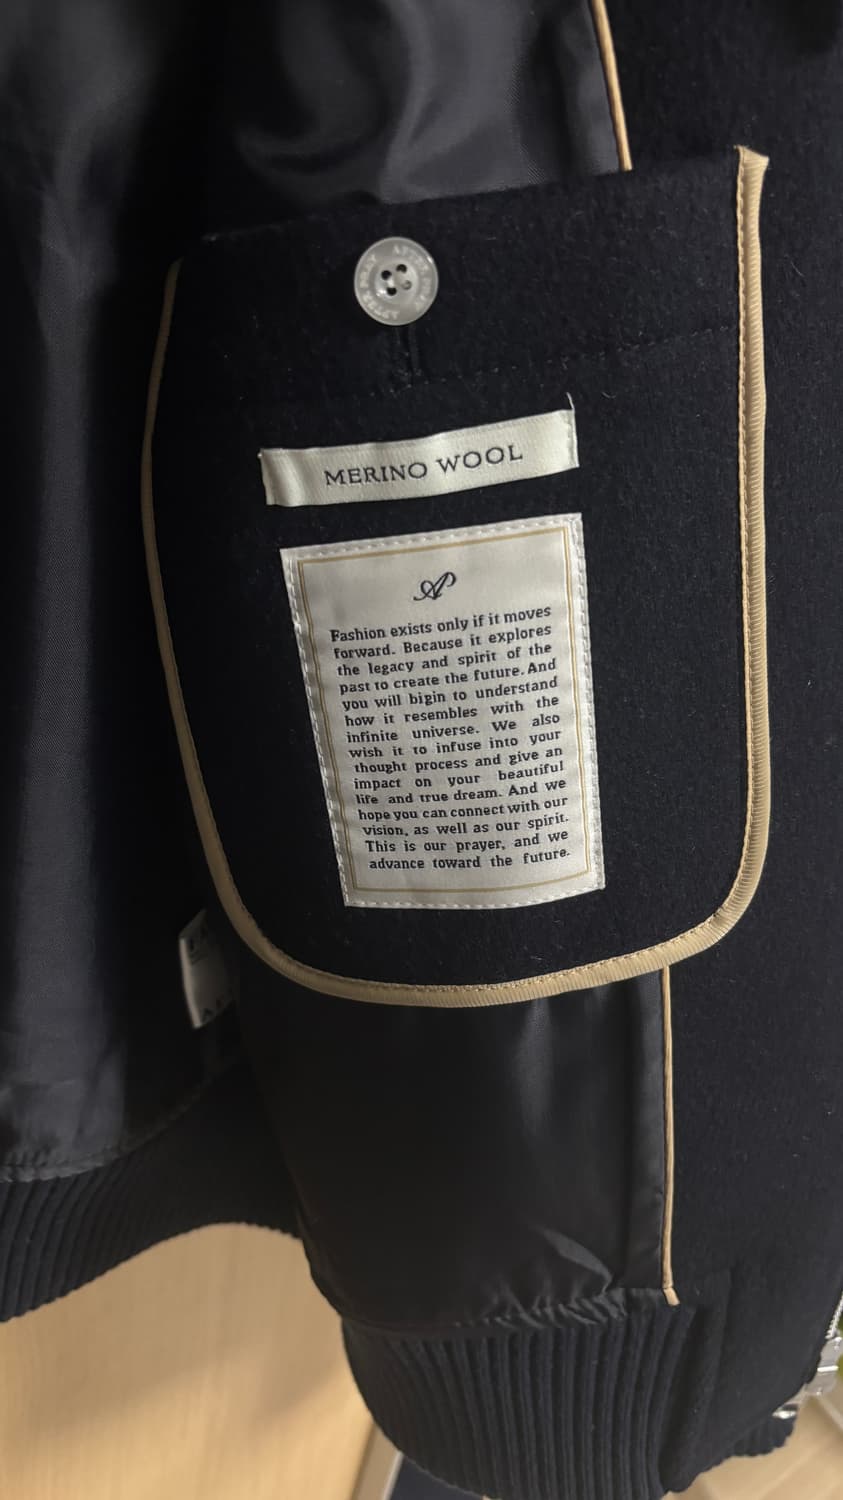 AFTER PRAY
AFTER PRAY
MERINO WOOL
AP
Fashion exists only if it moves
forward. Because it explores
the legacy and spirit of the
past to create the future. And
you will bigin to understand
how it resembles with the
infinite universe. We also
wish it to infuse into your
thought process and give an
impact on your beautiful
life and true dream. And we
hope you can connect with our
vision, as well as our spirit.
This is our prayer, and we
advance toward the future.